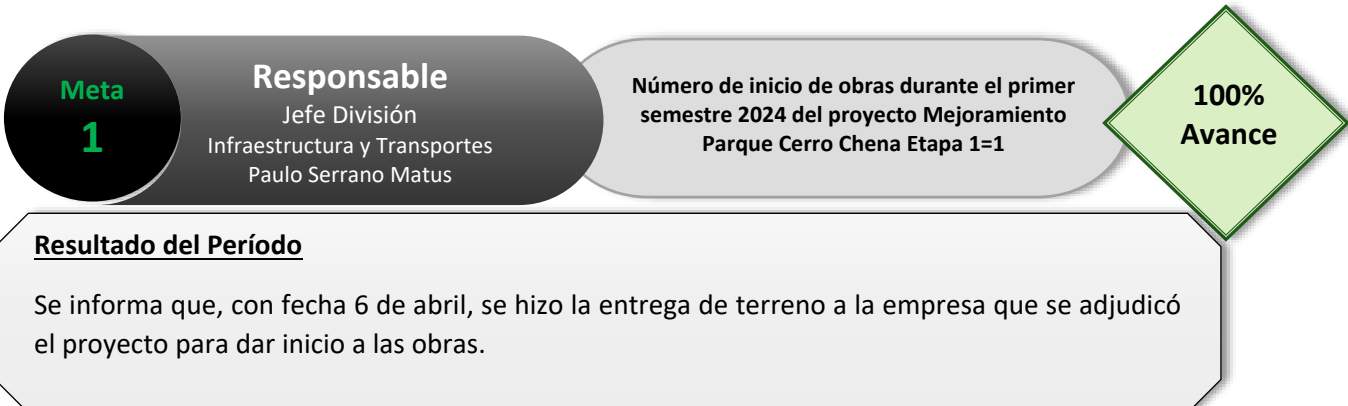 Meta
1
Responsable
Jefe División
Infraestructura y Transportes
Paulo Serrano Matus
Número de inicio de obras durante el primer
semestre 2024 del proyecto Mejoramiento
Parque Cerro Chena Etapa 1=1
100%
Avance
Resultado del Período
Se informa que, con fecha 6 de abril, se hizo la entrega de terreno a la empresa que se adjudicó
el proyecto para dar inicio a las obras.